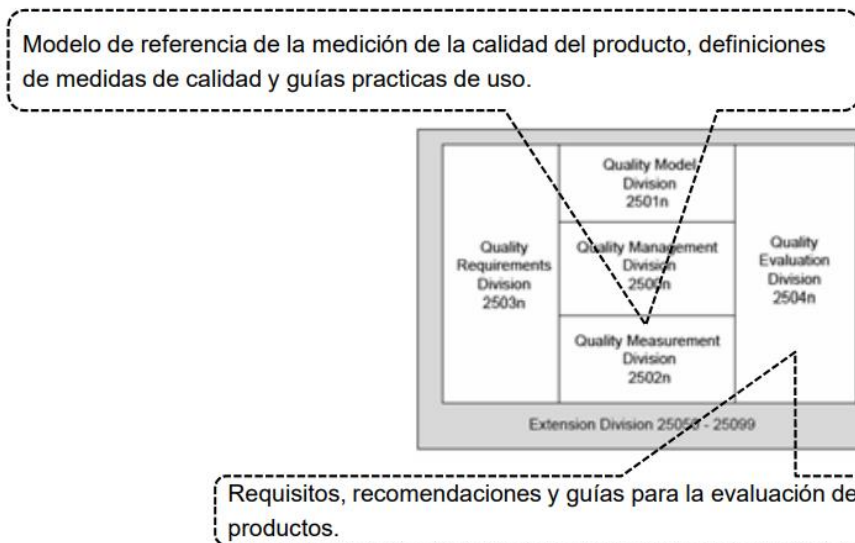 Modelo de referencia de la medición de la calidad del producto, definiciones
de medidas de calidad y guías practicas de uso.
Quality Model
Division
2501n
Quality
Requirements
Division
2503n
Quality Management
Division
2500n
Quality
Evaluation
Division
2504n
Quality Measurement
Division
2502n
Extension Division 25050 - 25099
Requisitos, recomendaciones y guías para la evaluación de
productos.